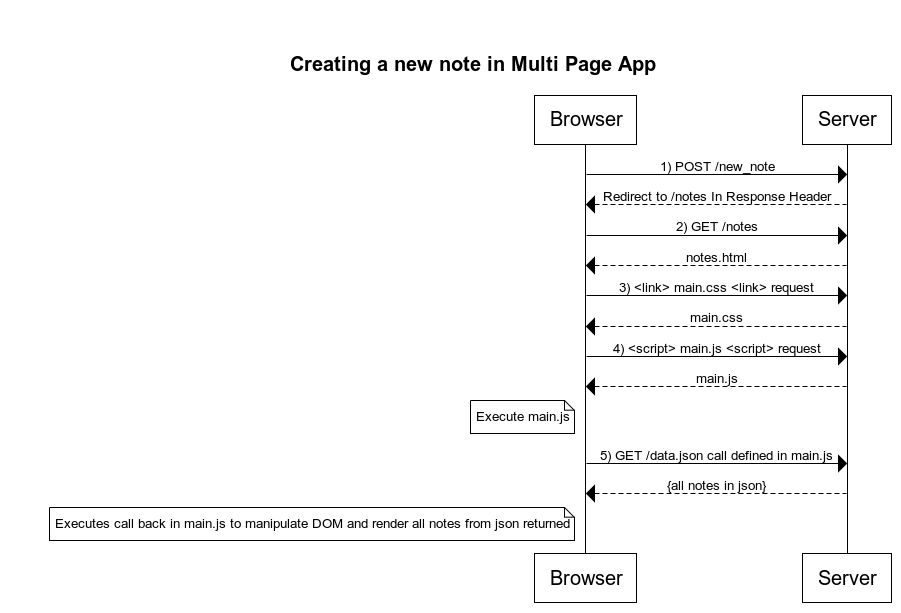 Creating a new note in Multi Page App
Browser
Server
1) POST /new_note
Redirect to /notes In Response Header
2) GET /notes
notes.html
3) <link> main.css <link> request
main.css
4) <script> main.js <script> request
main.js
Execute main.js
5) GET /data.json call defined in main.js
{all notes in json}
Executes call back in main.js to manipulate DOM and render all notes from json returned
Browser
Server